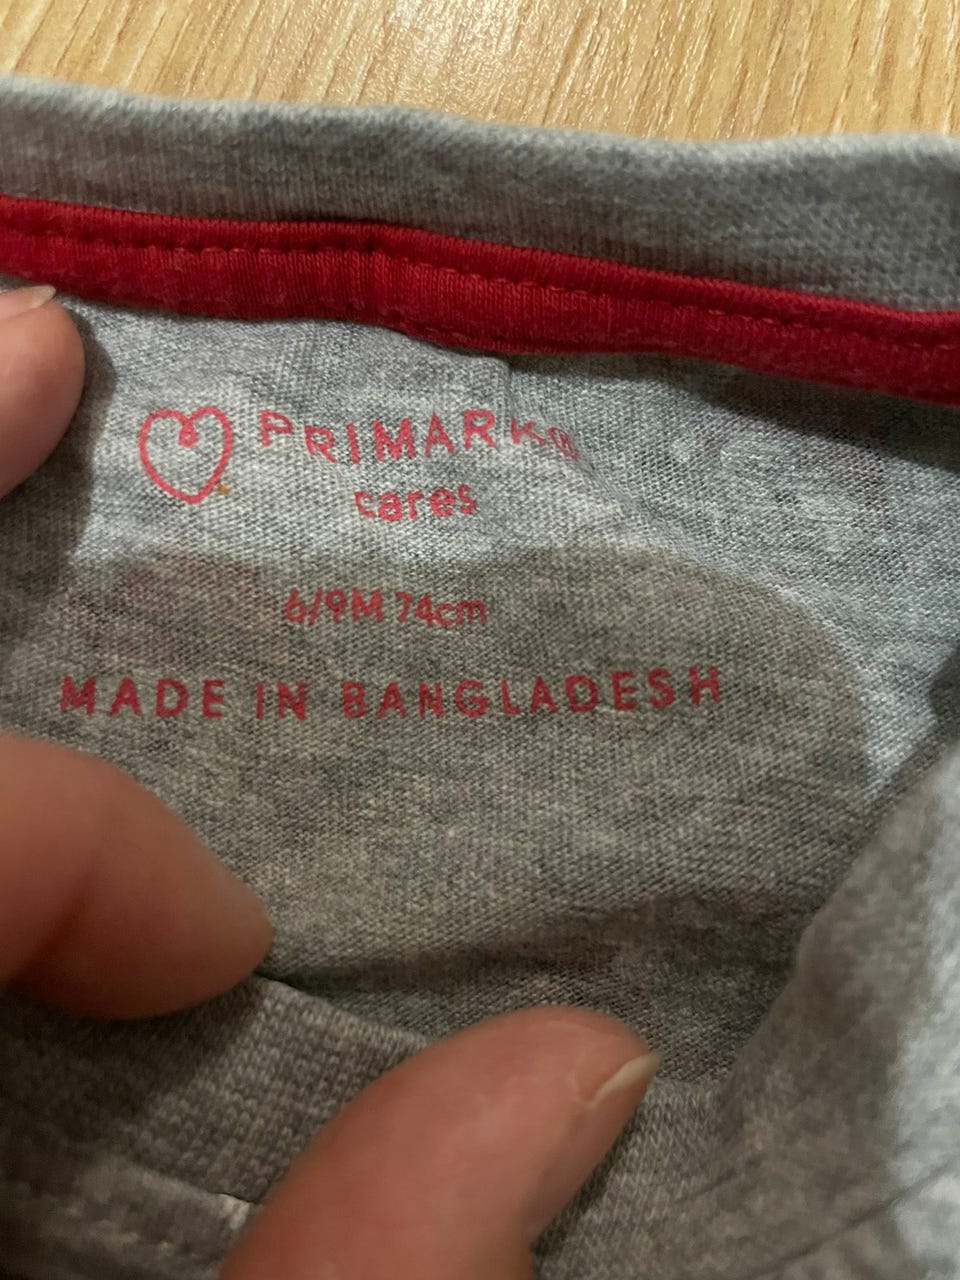 PRIMARK®
cares
6/9M 74cm
MADE IN BANGLADESH